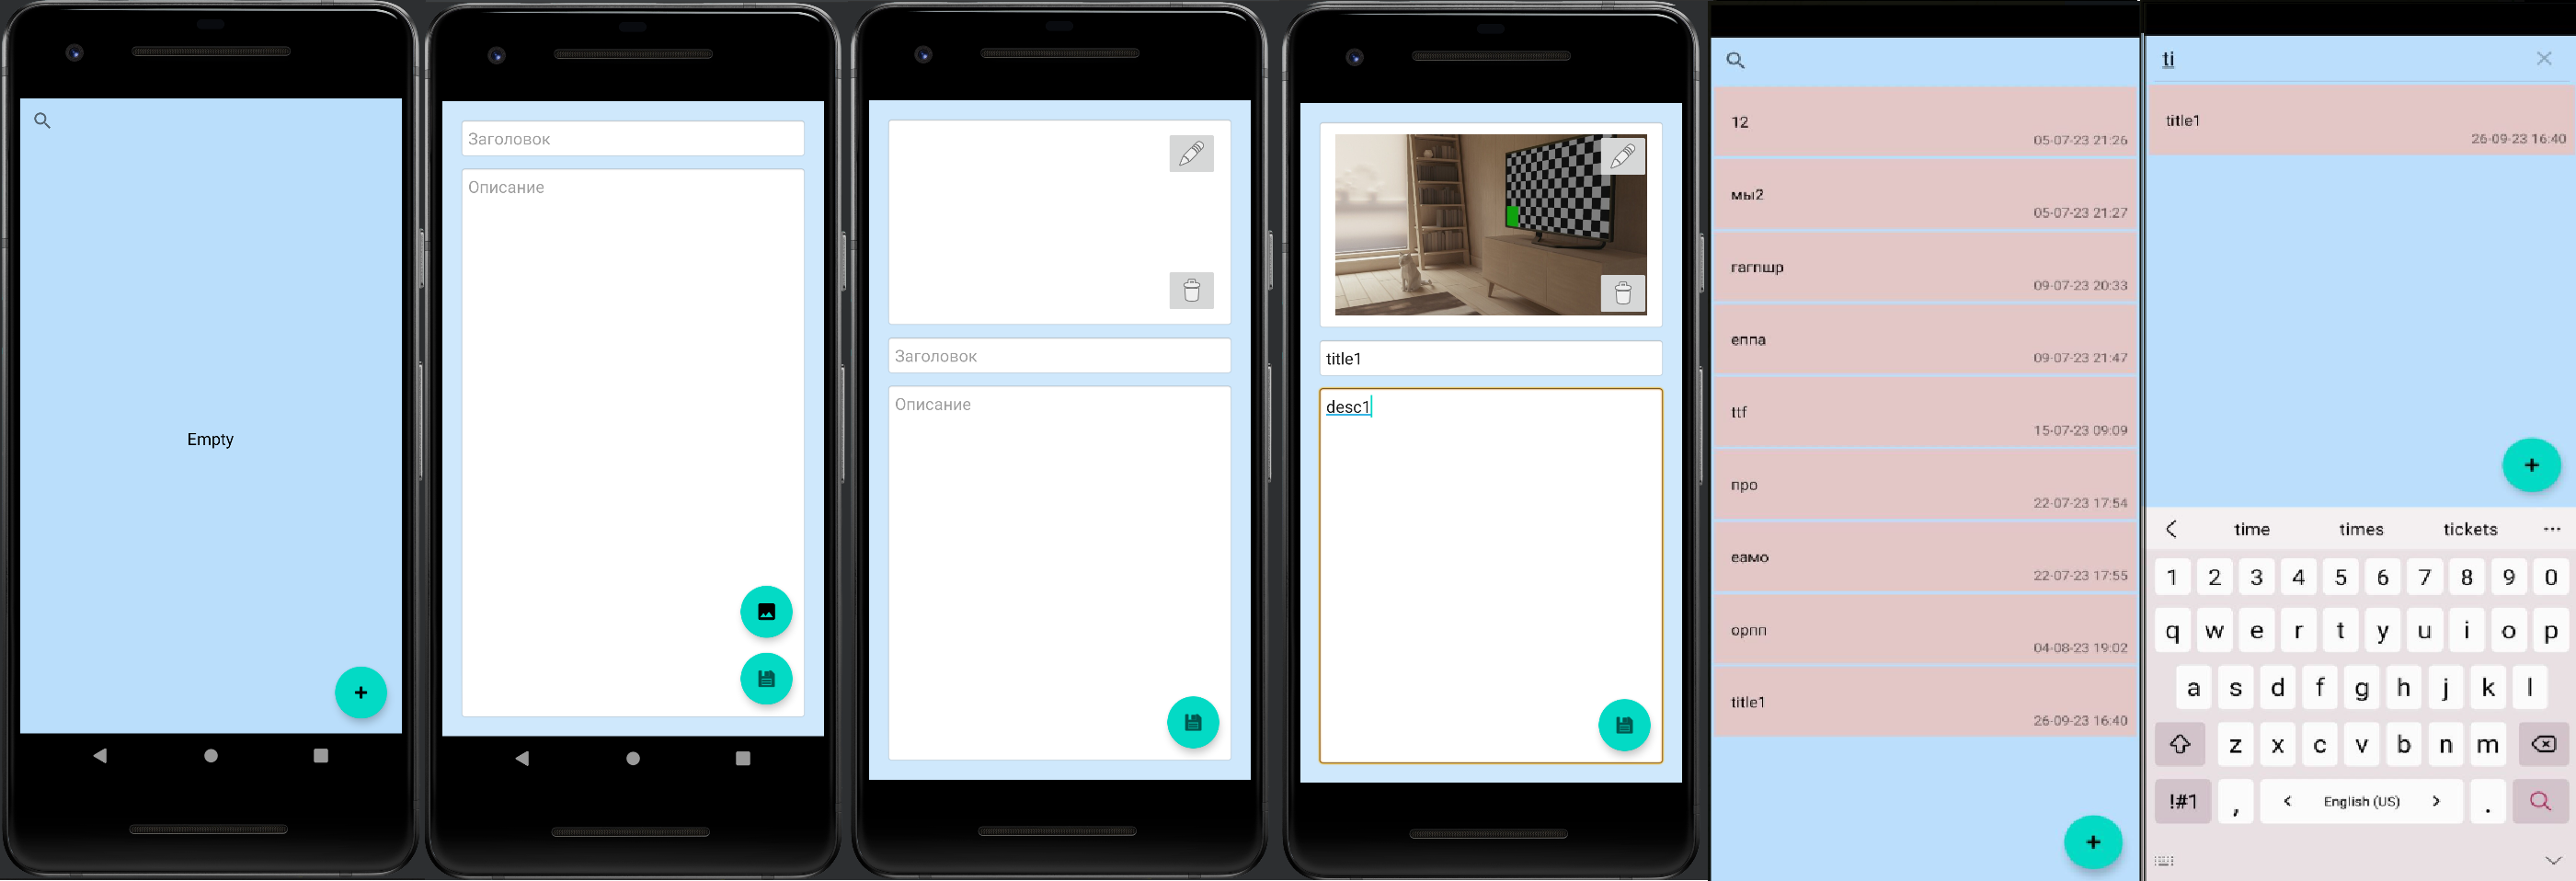 Empty
Заголовок
Описание
Заголовок
Описание
title1
desc1
12
05-07-23 21:26
мы2
05-07-23 21:27
гагпшр
09-07-23 20:33
еппа
09-07-23 21:47
ttf
15-07-23 09:09
про
22-07-23 17:54
еамо
22-07-23 17:55
орпп
04-08-23 19:02
title1
26-09-23 16:40
ti
title1
26-09-23 16:40
time times tickets
1 2 3 4 5 6 7 8 9 0
q w e r t y u i o p
a s d f g h j k l
z x c v b n m
!#1 , < English (US) > .